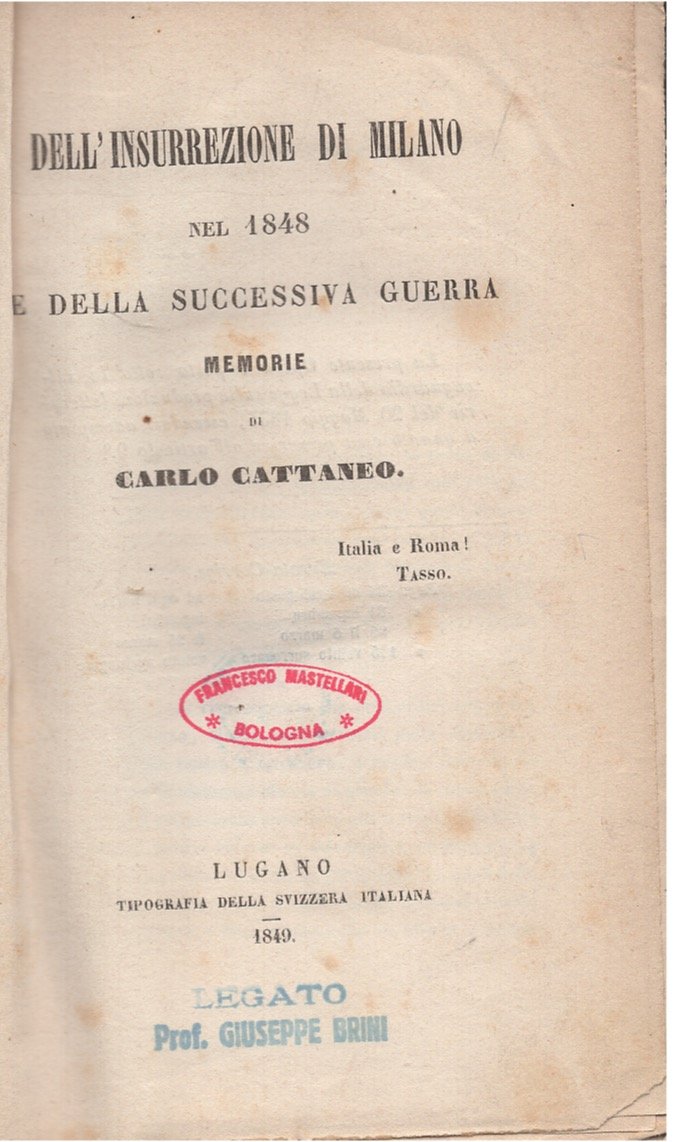 DELL'INSURREZIONE DI MILANO
NEL 1848
E DELLA SUCCESSIVA GUERRA
MEMORIE
DI
CARLO CATTANEO.
Italia e Roma!
TASSO.
FRANCESCO MASTELLARI
* BOLOGNA *
LUGANO
TIPOGRAFIA DELLA SVIZZERA ITALIANA
1849.
LEGATO
Prof. GIUSEPPE BRINI